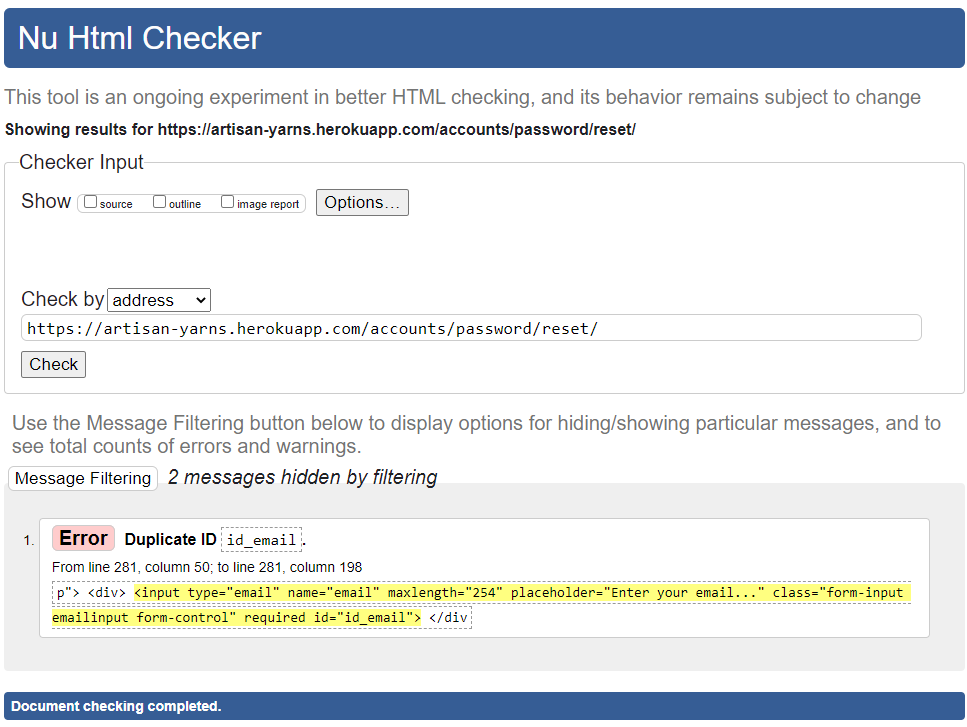 Nu Html Checker
This tool is an ongoing experiment in better HTML checking, and its behavior remains subject to change
Showing results for https://artisan-yarns.herokuapp.com/accounts/password/reset/
Checker Input
Show source outline image report Options…
Check by address
https://artisan-yarns.herokuapp.com/accounts/password/reset/
Check
Use the Message Filtering button below to display options for hiding/showing particular messages, and to
see total counts of errors and warnings.
Message Filtering 2 messages hidden by filtering
1. Error Duplicate ID id_email.
From line 281, column 50; to line 281, column 198
p"> <div> <input type="email" name="email" maxlength="254" placeholder="Enter your email..." class="form-input
emailinput form-control" required id="id_email"> </div
Document checking completed.